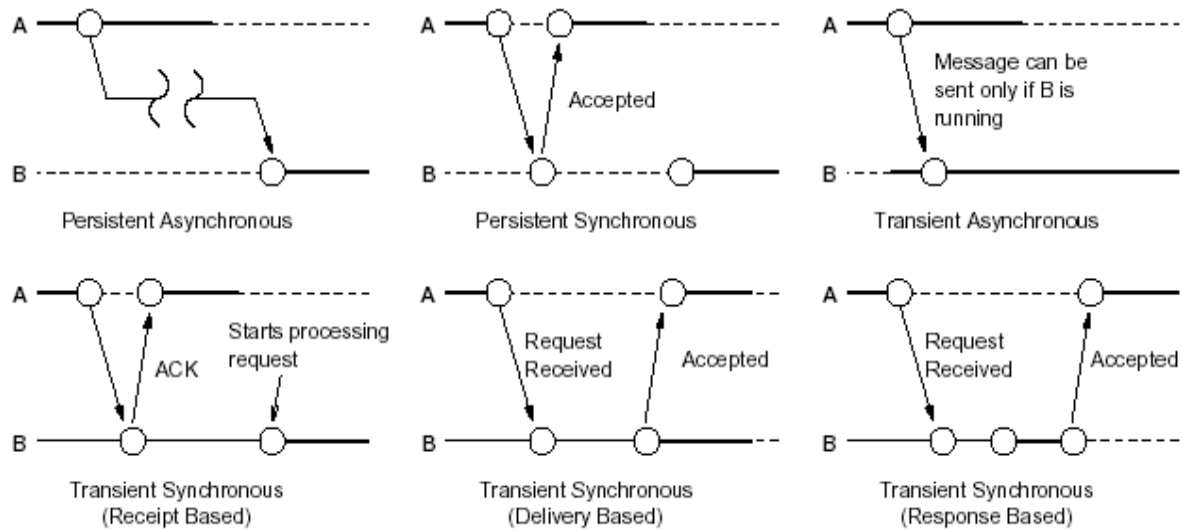 A
A
A
Message can be
sent only if B is
running
Accepted
B
B
B
Persistent Asynchronous
Persistent Synchronous
Transient Asynchronous
A
A
A
Starts processing
request
ACK
Request
Received
Accepted
Request
Received
Accepted
B
B
B
Transient Synchronous
(Receipt Based)
Transient Synchronous
(Delivery Based)
Transient Synchronous
(Response Based)